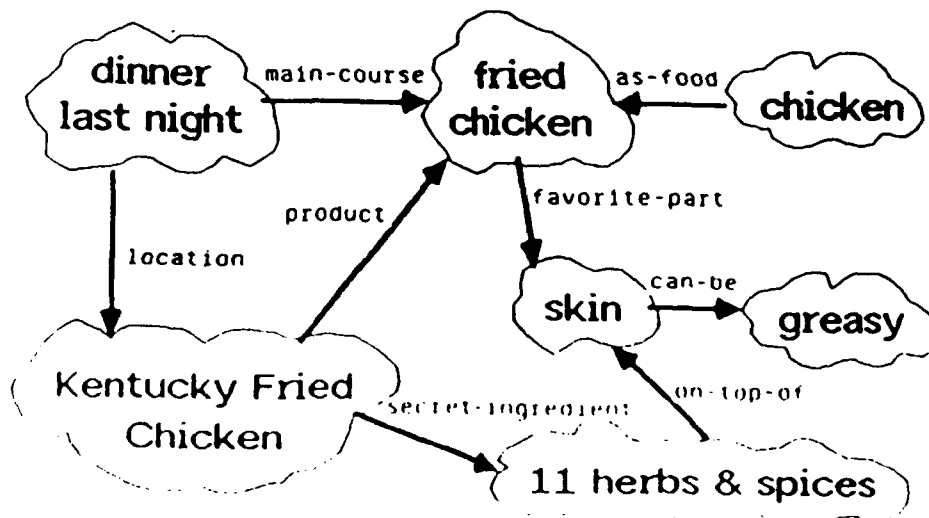 dinner
last night
main-course
fried
chicken
as-food
chicken
product
favorite-part
location
skin
can-be
greasy
Kentucky Fried
Chicken
secret-ingredient
on-top-of
11 herbs & spices